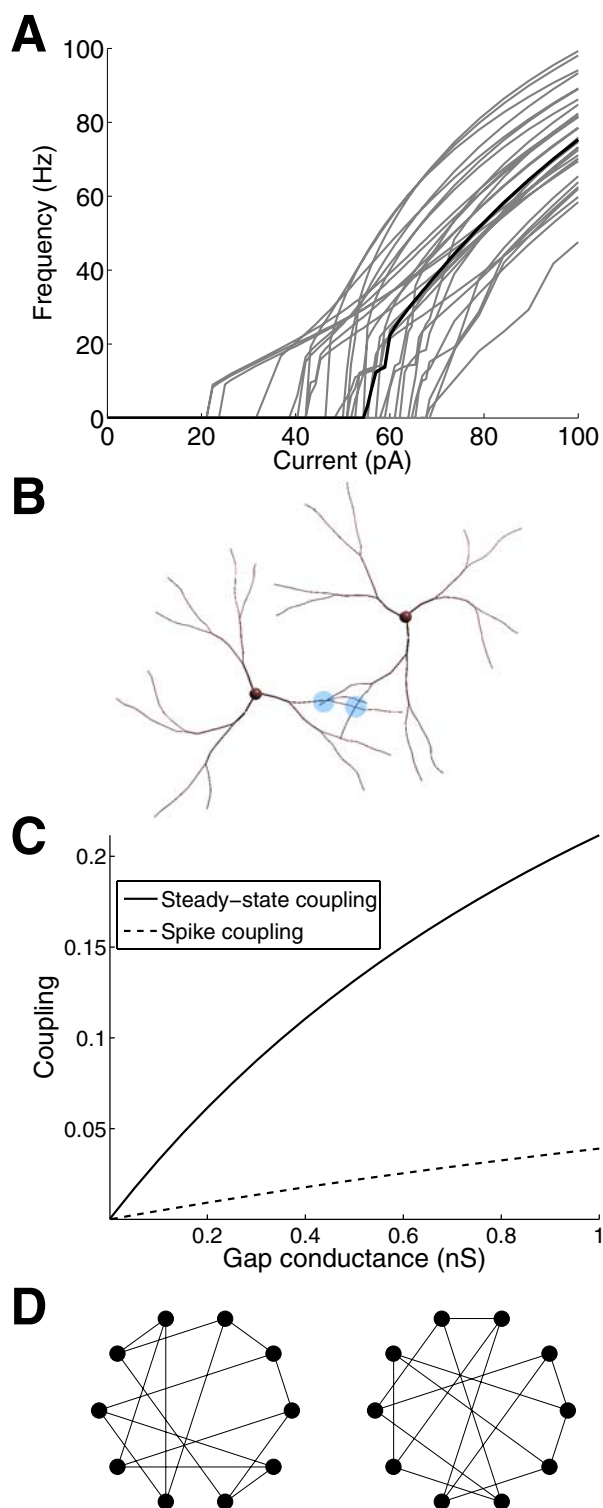 A
100
80
60
40
20
0
Frequency (Hz)
0 20 40 60 80 100
Current (pA)
B
C
0.2
0.15
0.1
0.05
Coupling
Steady-state coupling
Spike coupling
0.2 0.4 0.6 0.8 1
Gap conductance (nS)
D